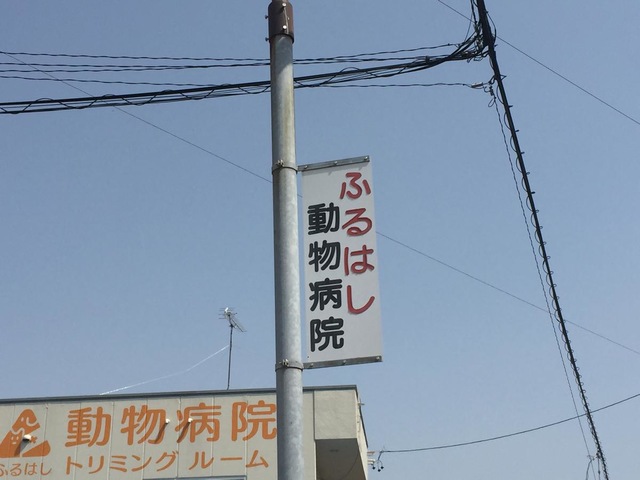 ふるはし
動物病院
動物病院
ふるはし
トリミング ルーム